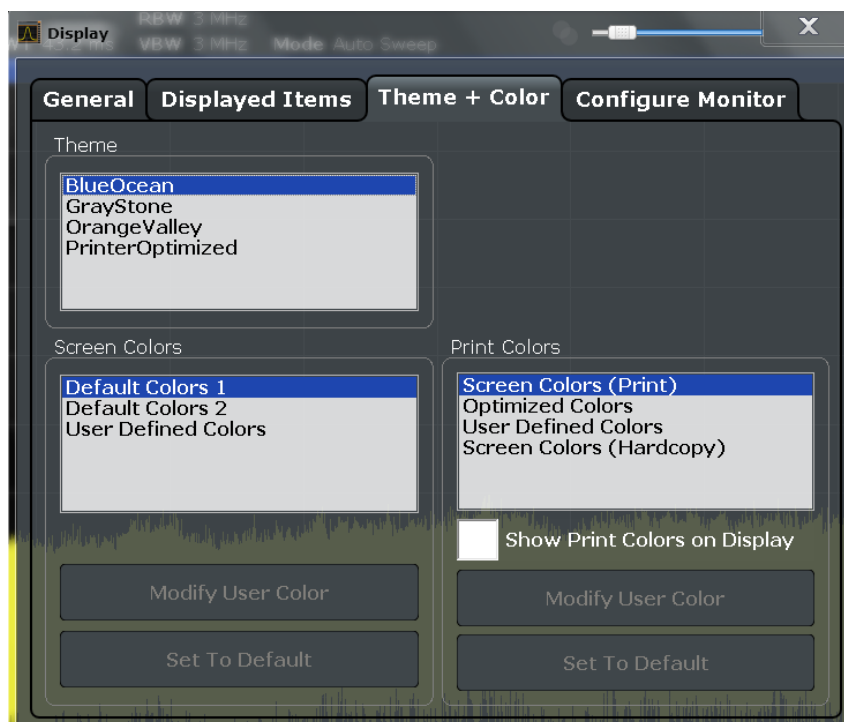 RBW 3 MHz
Display
45.2 ms VBW 3 MHz Mode Auto Sweep
X
General Displayed Items Theme + Color Configure Monitor
Theme
BlueOcean
GrayStone
OrangeValley
PrinterOptimized
Screen Colors
Default Colors 1
Default Colors 2
User Defined Colors
Modify User Color
Set To Default
Print Colors
Screen Colors (Print)
Optimized Colors
User Defined Colors
Screen Colors (Hardcopy)
Show Print Colors on Display
Modify User Color
Set To Default